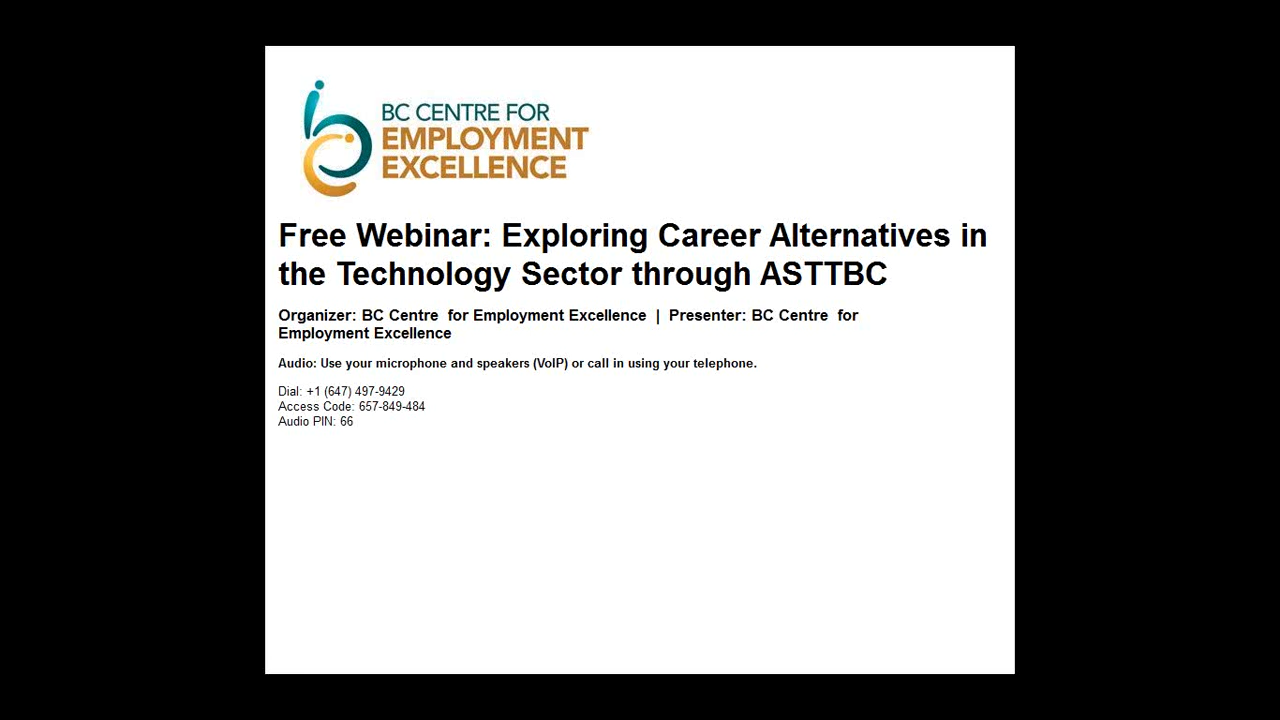 BC CENTRE FOR
EMPLOYMENT
EXCELLENCE
Free Webinar: Exploring Career Alternatives in
the Technology Sector through ASTTBC
Organizer: BC Centre  for Employment Excellence  |  Presenter: BC Centre  for
Employment Excellence
Audio: Use your microphone and speakers (VoIP) or call in using your telephone.
Dial: +1 (647) 497-9429
Access Code: 657-849-484
Audio PIN: 66